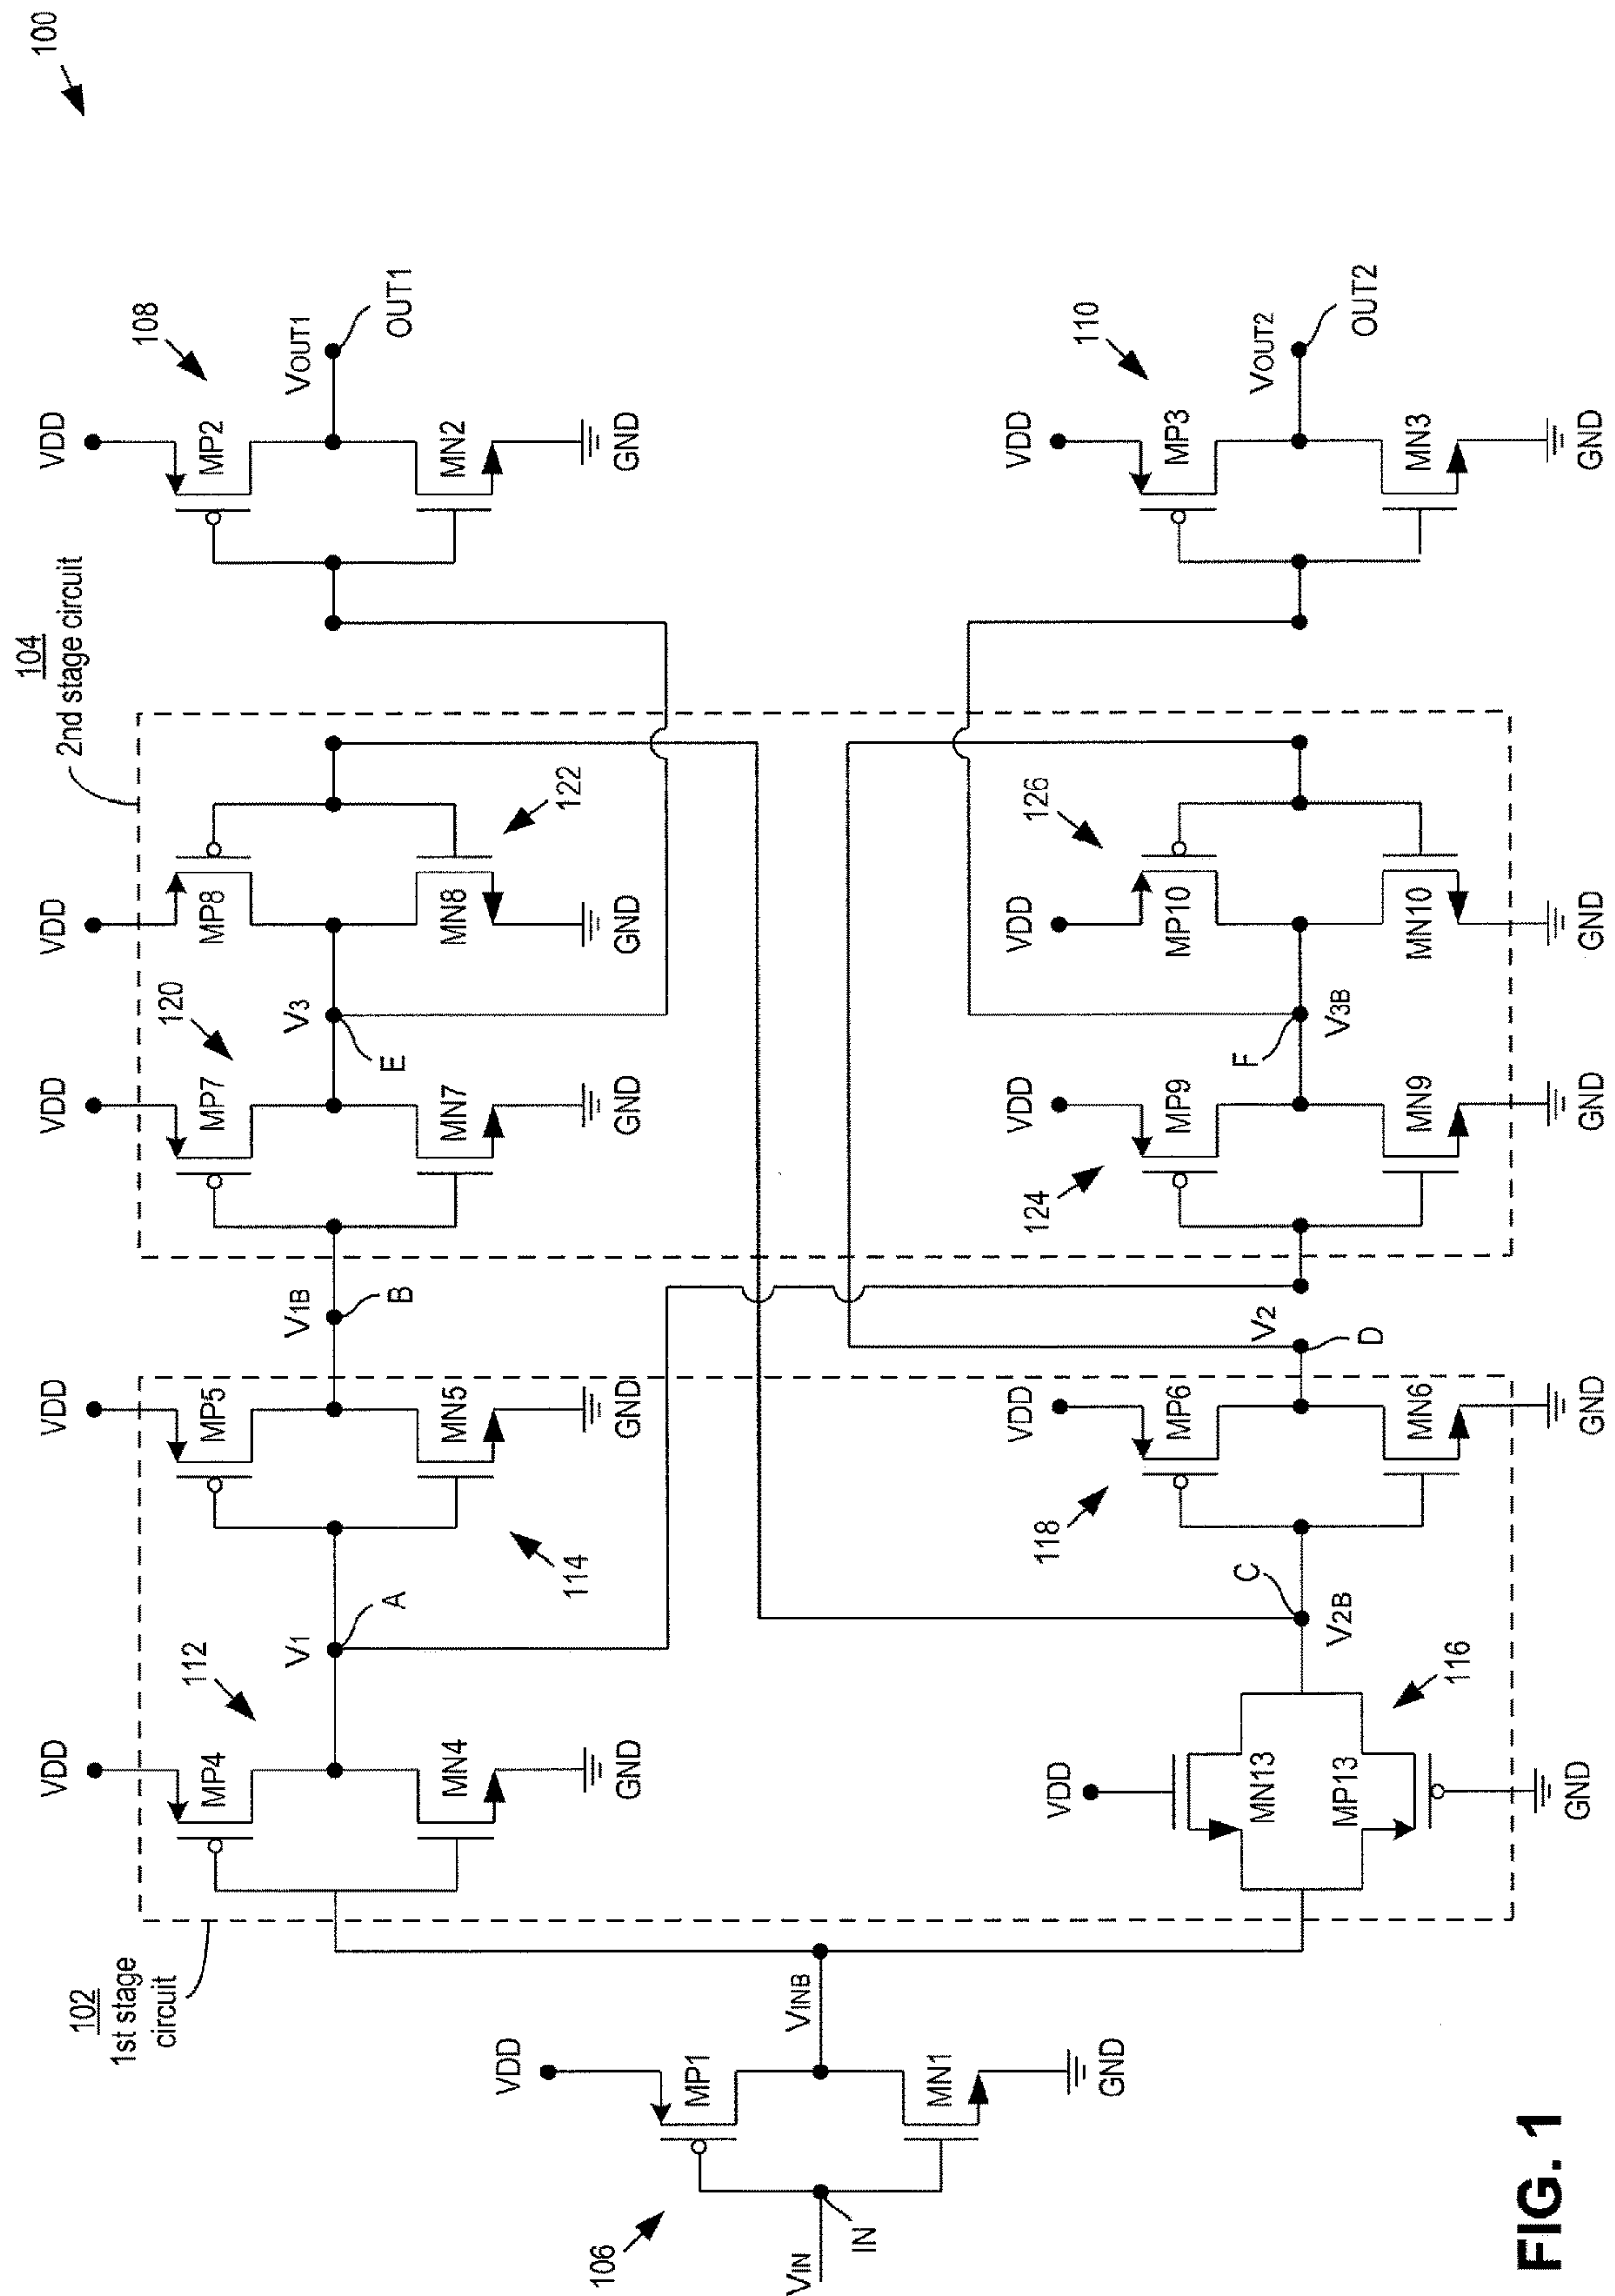 100
104
2nd stage circuit
102
1st stage
circuit
VDD
VDD
VDD
VDD
VDD
MP4
MP5
MP7
MP8
MP2
112
120
108
V1
V1B
V3
VOUT1
A
B
E
OUT1
MN4
MN5
MN7
MN8
MN2
114
122
GND
GND
GND
GND
GND
VDD
MP1
VINB
MN1
GND
VIN
IN
106
VDD
VDD
VDD
VDD
VDD
MN13
MP6
MP9
MP10
MP3
118
124
126
110
C
V2
F
VOUT2
V2B
D
V3B
OUT2
MP13
MN6
MN9
MN10
MN3
116
GND
GND
GND
GND
GND
FIG. 1